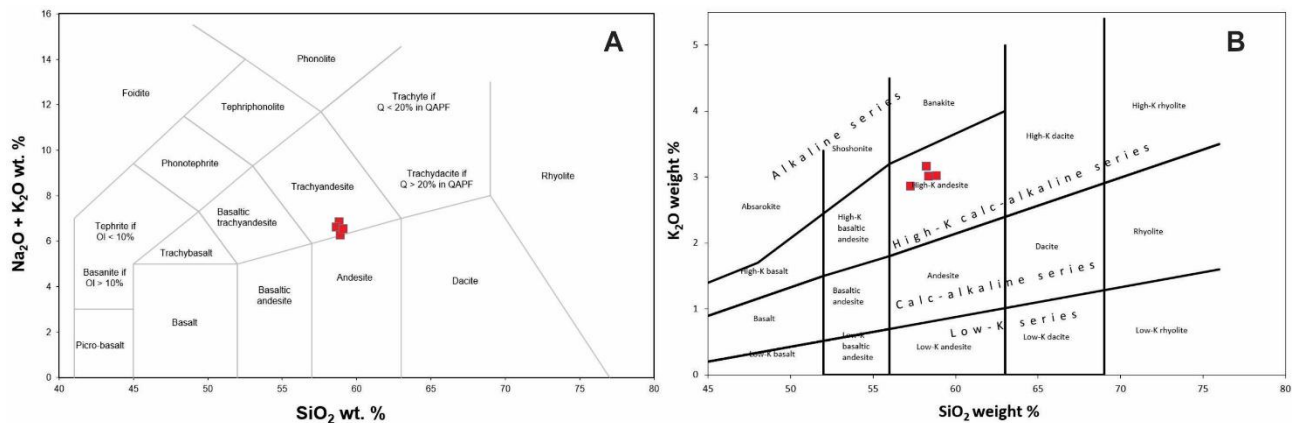 A
16
14
12
10
8
6
4
2
0
Na₂O + K₂O wt. %
Phonolite
Foidite
Tephriphonolite
Trachyte if
Q < 20% in QAPF
Phonotephrite
Trachyandesite
Trachydacite if
Q > 20% in QAPF
Rhyolite
Basaltic
trachyandesite
Tephrite if
Ol < 10%
Trachybasalt
Basanite if
Ol > 10%
Basaltic
andesite
Andesite
Dacite
Basalt
Picro-basalt
40 45 50 55 60 65 70 75 80
SiO₂ wt. %
B
5
4
3
2
1
0
K₂O weight %
Alkaline series
Banakite
High-K rhyolite
Shoshonite
High-K dacite
High-K andesite
Absarokite
High-K
basaltic
andesite
High-K calc-alkaline series
High-K basalt
Basaltic
andesite
Andesite
Dacite
Rhyolite
Calc-alkaline series
Basalt
Low-K series
Low-K basalt
Low-K
basaltic
andesite
Low-K andesite
Low-K dacite
Low-K rhyolite
45 50 55 60 65 70 75 80
SiO₂ weight %